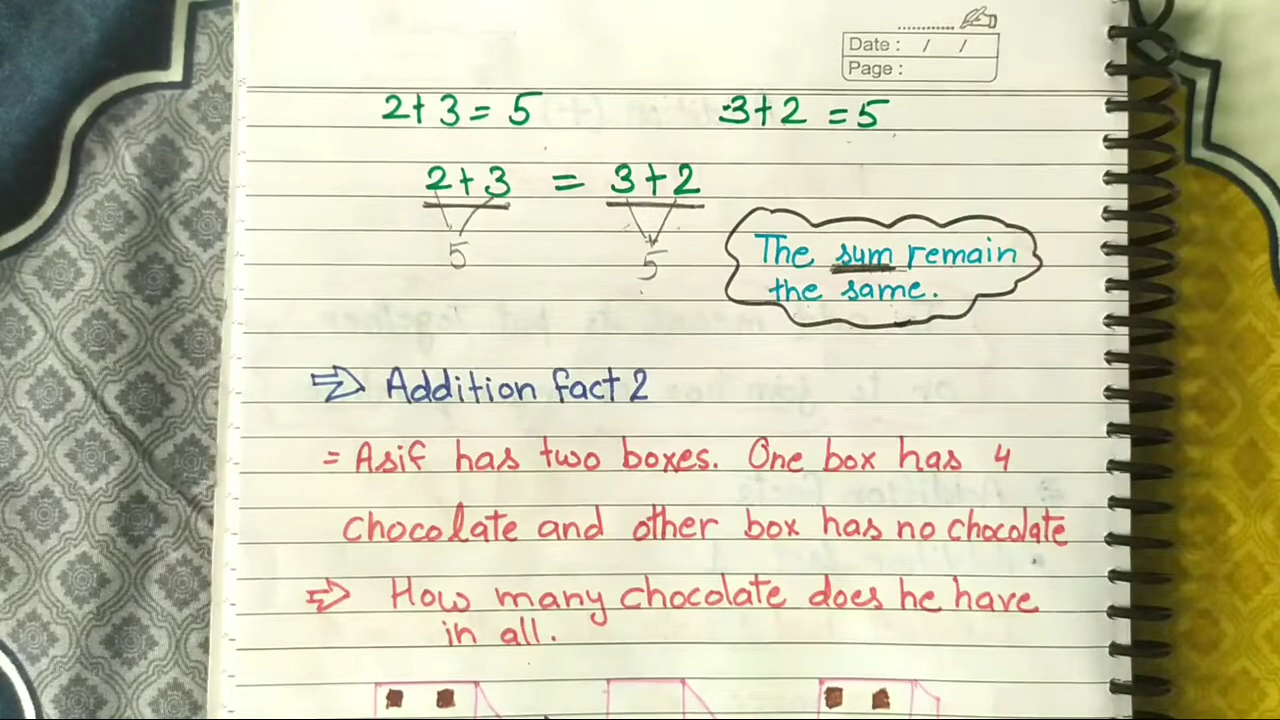 Date : / /
Page :
2+3=5 3+2=5
2+3 = 3+2
5 5
The sum remain
the same.
⇒ Addition fact 2
= Asif has two boxes. One box has 4
chocolate and other box has no chocolate
⇒ How many chocolate does he have
in all.